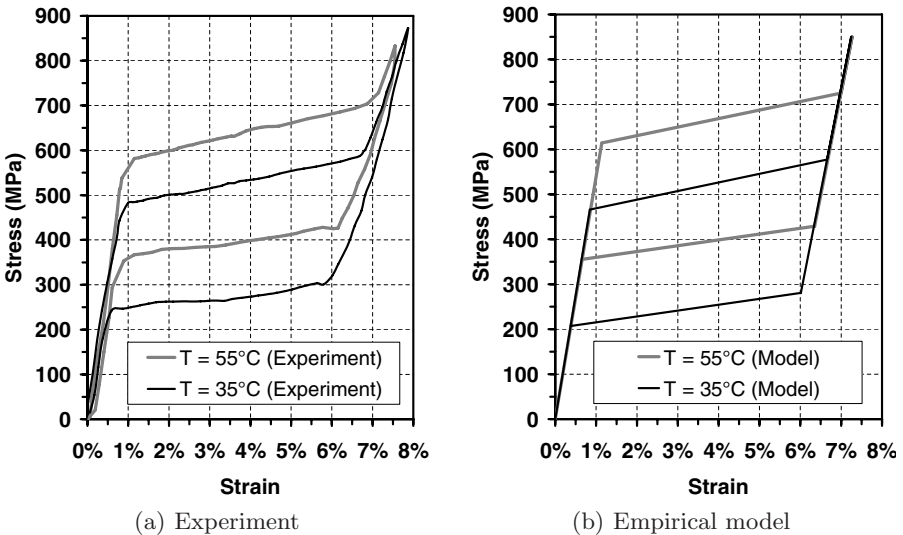 900
800
700
600
500
400
300
200
100
0
Stress (MPa)
0% 1% 2% 3% 4% 5% 6% 7% 8%
Strain
T = 55°C (Experiment)
T = 35°C (Experiment)
(a) Experiment
900
800
700
600
500
400
300
200
100
0
Stress (MPa)
0% 1% 2% 3% 4% 5% 6% 7% 8%
Strain
T = 55°C (Model)
T = 35°C (Model)
(b) Empirical model